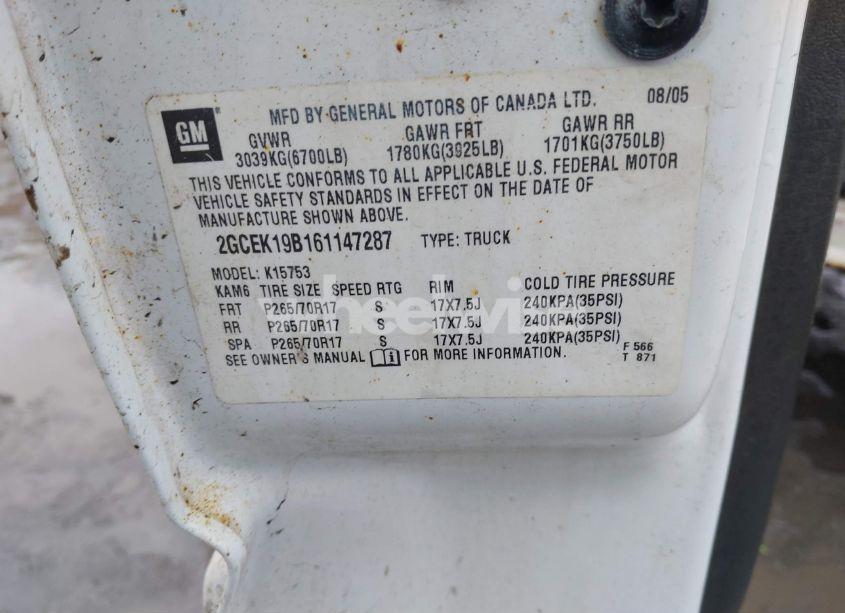 MFD BY GENERAL MOTORS OF CANADA LTD. 08/05
GM
GVWR GAWR FRT GAWR RR
3039KG(6700LB) 1780KG(3925LB) 1701KG(3750LB)
THIS VEHICLE CONFORMS TO ALL APPLICABLE U.S. FEDERAL MOTOR
VEHICLE SAFETY STANDARDS IN EFFECT ON THE DATE OF
MANUFACTURE SHOWN ABOVE.
2GCEK19B161147287 TYPE: TRUCK
MODEL: K15753
KAM6 TIRE SIZE SPEED RTG RIM COLD TIRE PRESSURE
FRT P265/70R17 S 17X7.5J 240KPA(35PSI)
RR P265/70R17 S 17X7.5J 240KPA(35PSI)
SPA P265/70R17 S 17X7.5J 240KPA(35PSI)
SEE OWNER'S MANUAL FOR MORE INFORMATION.
F 566
T 871